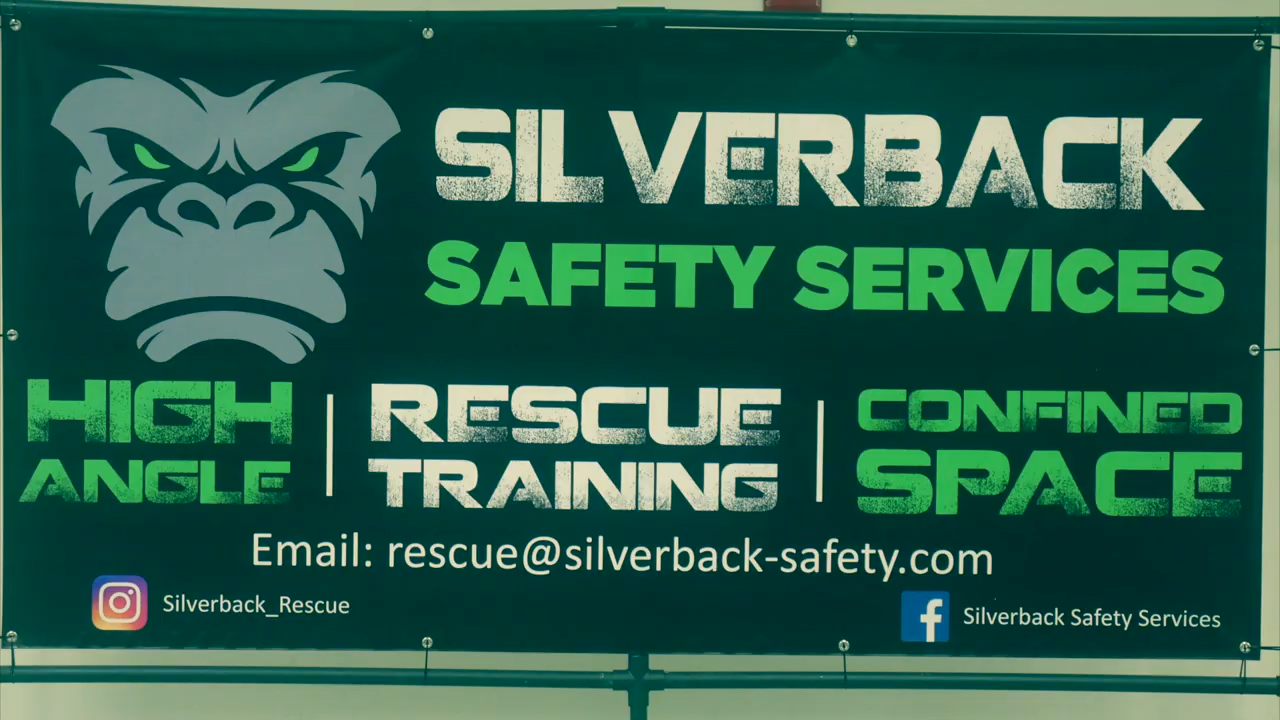 SILVERBACK
SAFETY SERVICES
HIGH
ANGLE
RESCUE
TRAINING
CONFINED
SPACE
Email: rescue@silverback-safety.com
Silverback_Rescue
Silverback Safety Services